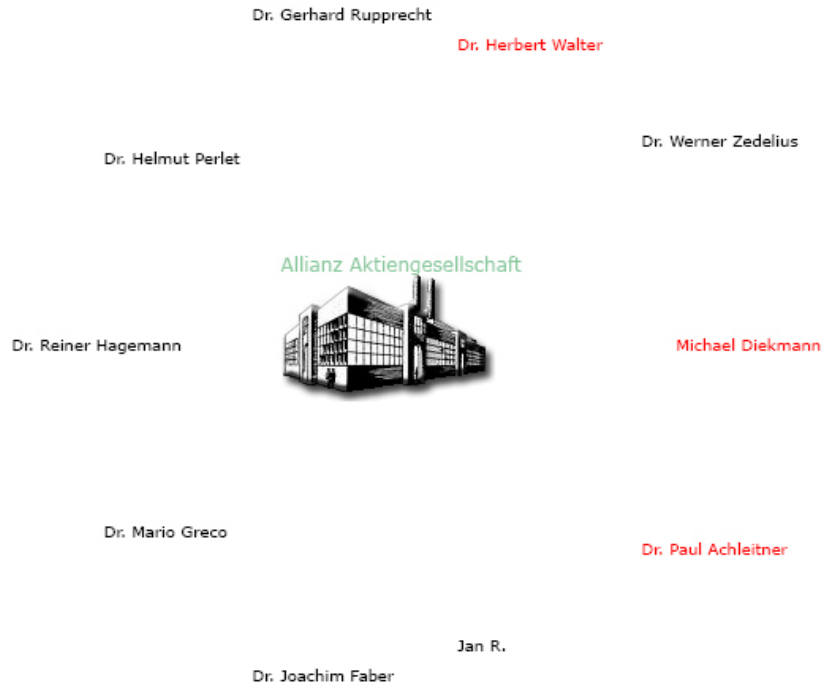 Dr. Gerhard Rupprecht
Dr. Herbert Walter
Dr. Werner Zedelius
Dr. Helmut Perlet
Allianz Aktiengesellschaft
Dr. Reiner Hagemann
Michael Diekmann
Dr. Mario Greco
Dr. Paul Achleitner
Jan R.
Dr. Joachim Faber